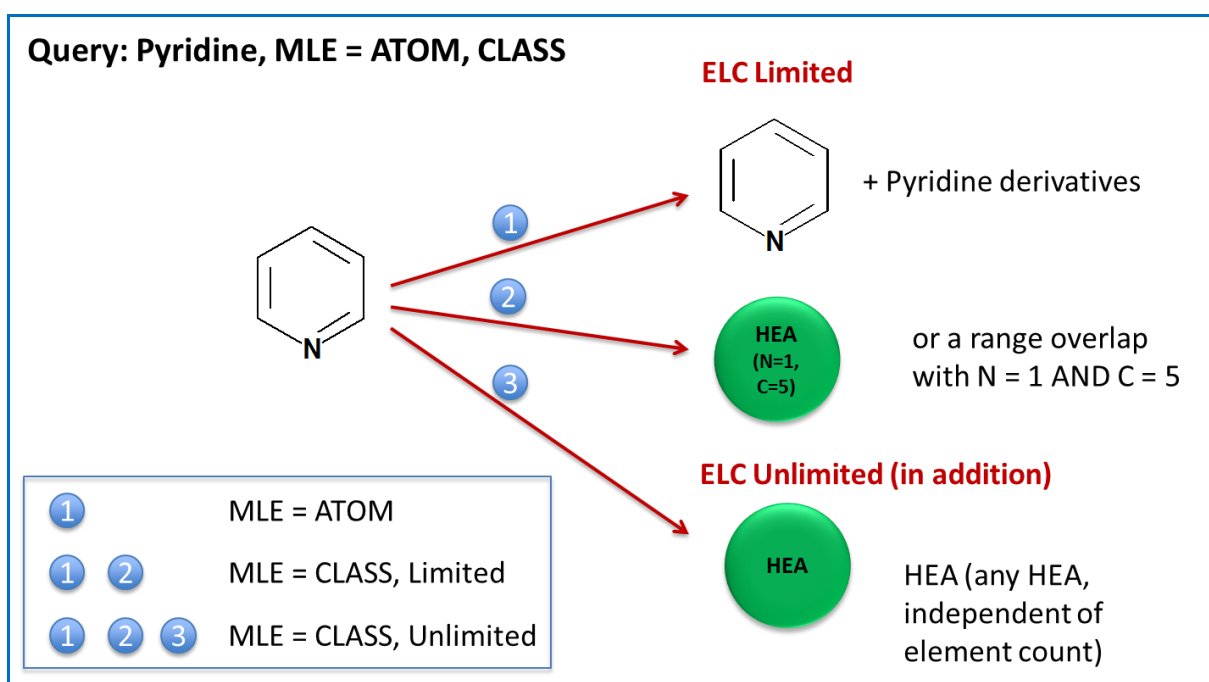 Query: Pyridine, MLE = ATOM, CLASS
ELC Limited
N
+ Pyridine derivatives
1
2
3
N
HEA
(N=1,
C=5)
or a range overlap
with N = 1 AND C = 5
ELC Unlimited (in addition)
HEA
HEA (any HEA,
independent of
element count)
1 MLE = ATOM
1 2 MLE = CLASS, Limited
1 2 3 MLE = CLASS, Unlimited